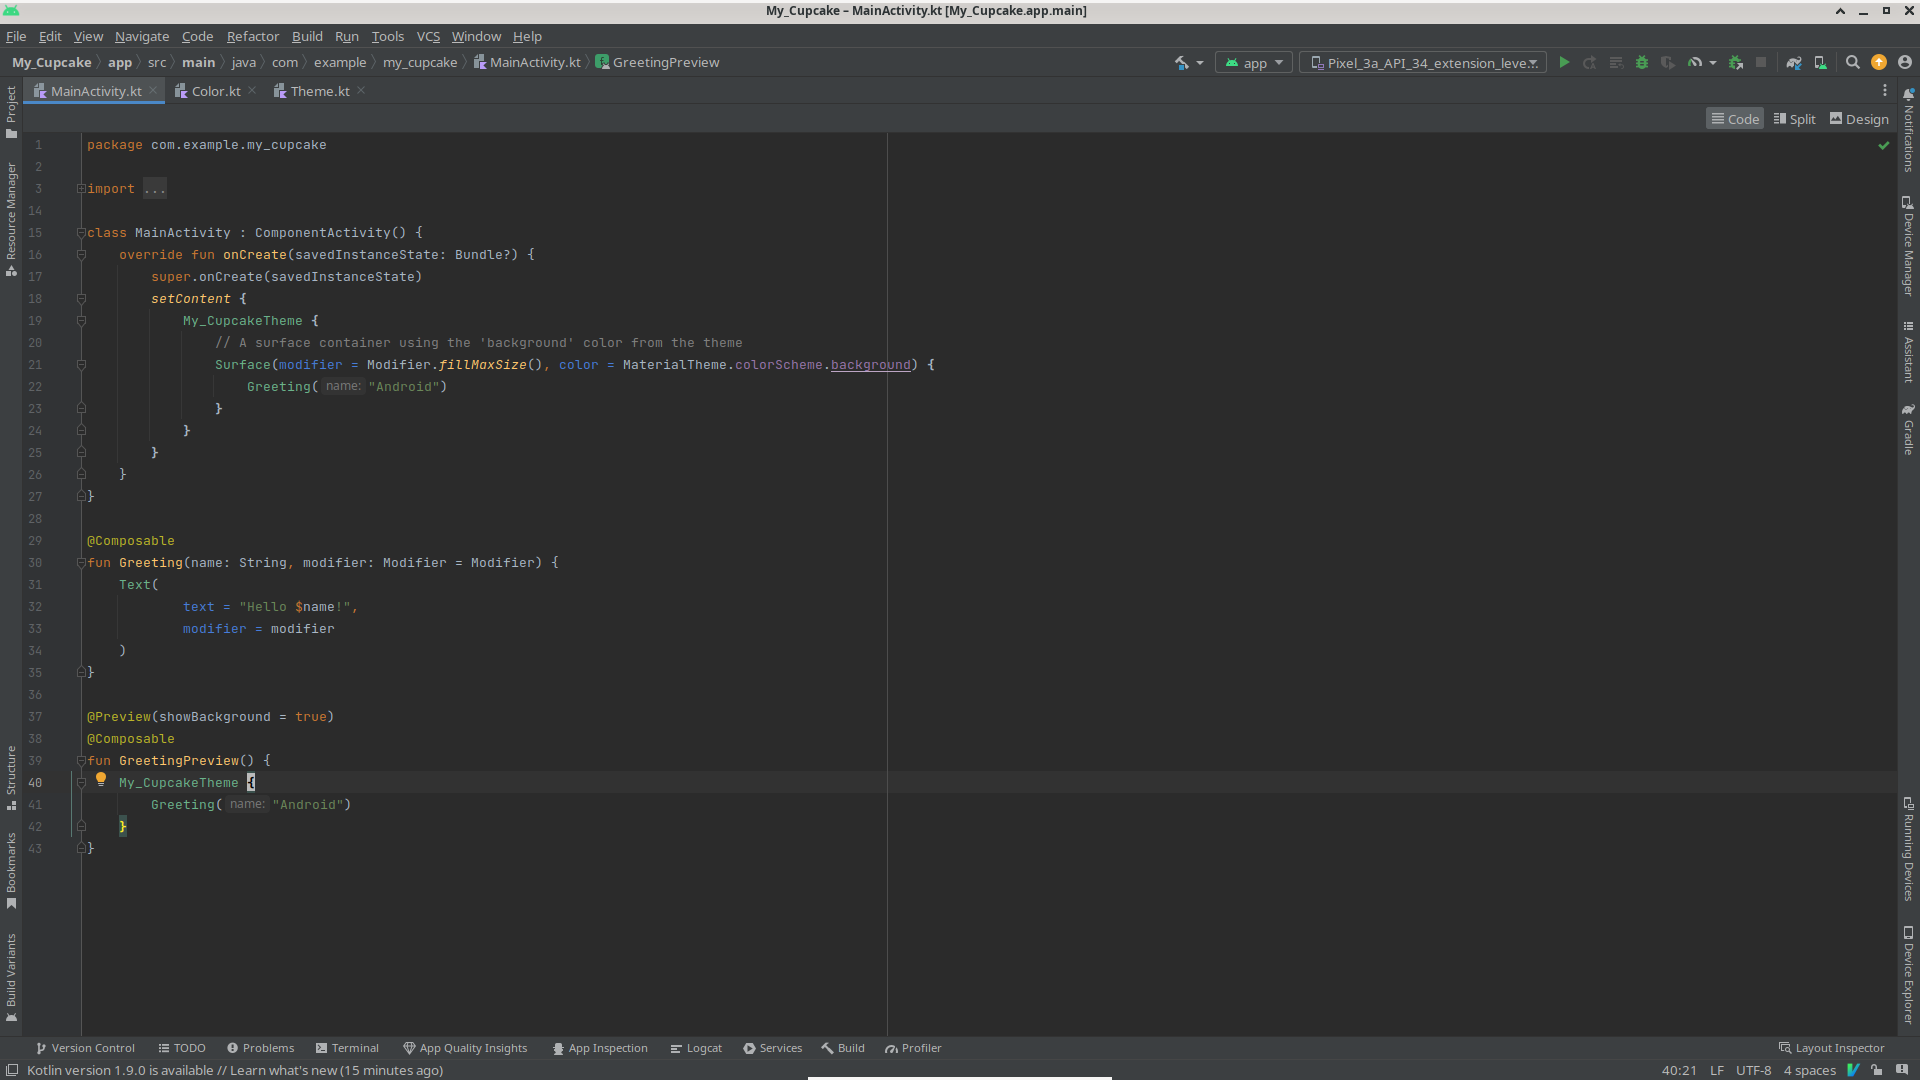 My_Cupcake – MainActivity.kt [My_Cupcake.app.main]
File Edit View Navigate Code Refactor Build Run Tools VCS Window Help
My_Cupcake app src main java com example my_cupcake MainActivity.kt GreetingPreview app Pixel_3a_API_34_extension_leve..
MainActivity.kt Color.kt Theme.kt
Code Split Design
1 package com.example.my_cupcake
2
3 import ...
14
15 class MainActivity : ComponentActivity() {
16 override fun onCreate(savedInstanceState: Bundle?) {
17 super.onCreate(savedInstanceState)
18 setContent {
19 My_CupcakeTheme {
20 // A surface container using the 'background' color from the theme
21 Surface(modifier = Modifier.fillMaxSize(), color = MaterialTheme.colorScheme.background) {
22 Greeting( name: "Android")
23 }
24 }
25 }
26 }
27 }
28
29 @Composable
30 fun Greeting(name: String, modifier: Modifier = Modifier) {
31 Text(
32 text = "Hello $name!",
33 modifier = modifier
34 )
35 }
36
37 @Preview(showBackground = true)
38 @Composable
39 fun GreetingPreview() {
40 My_CupcakeTheme {
41 Greeting( name: "Android")
42 }
43 }
Project
Resource Manager
Structure
Bookmarks
Build Variants
Notifications
Device Manager
Assistant
Gradle
Running Devices
Device Explorer
Version Control TODO Problems Terminal App Quality Insights App Inspection Logcat Services Build Profiler Layout Inspector
Kotlin version 1.9.0 is available // Learn what's new (15 minutes ago) 40:21 LF UTF-8 4 spaces